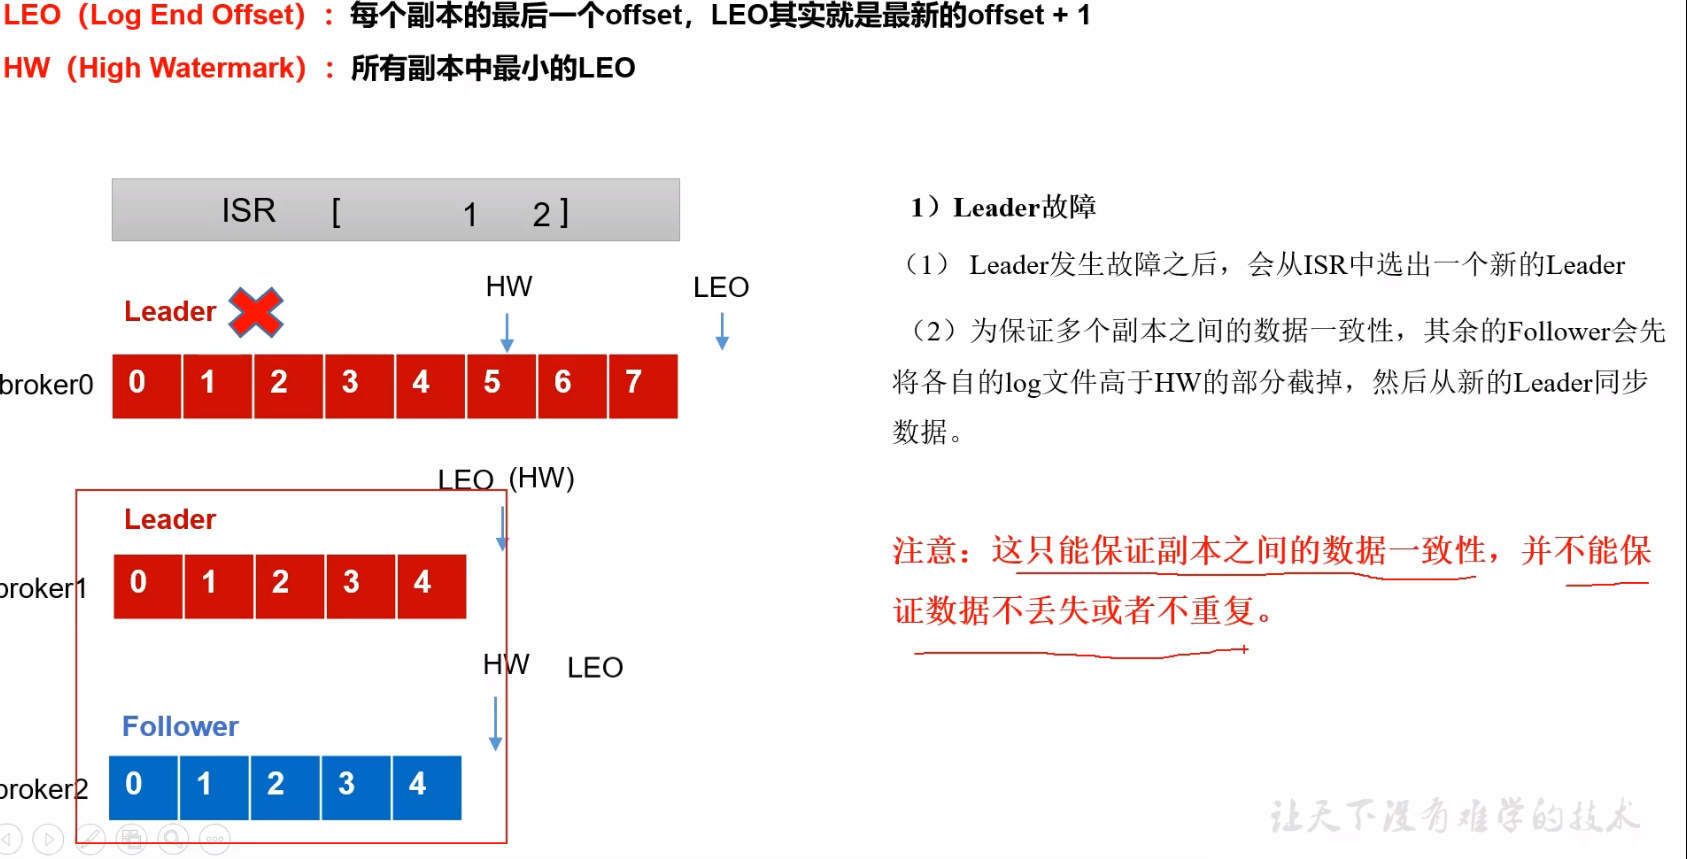 LEO（Log End Offset）：每个副本的最后一个offset，LEO其实就是最新的offset + 1
HW（High Watermark）：所有副本中最小的LEO
ISR [ 1 2 ]
HW LEO
Leader
broker0 0 1 2 3 4 5 6 7
LEO (HW)
Leader
broker1 0 1 2 3 4
HW LEO
Follower
broker2 0 1 2 3 4
1）Leader故障
（1） Leader发生故障之后，会从ISR中选出一个新的Leader
（2）为保证多个副本之间的数据一致性，其余的Follower会先
将各自的log文件高于HW的部分截掉，然后从新的Leader同步
数据。
注意：这只能保证副本之间的数据一致性，并不能保
证数据不丢失或者不重复。
让天下没有难学的技术